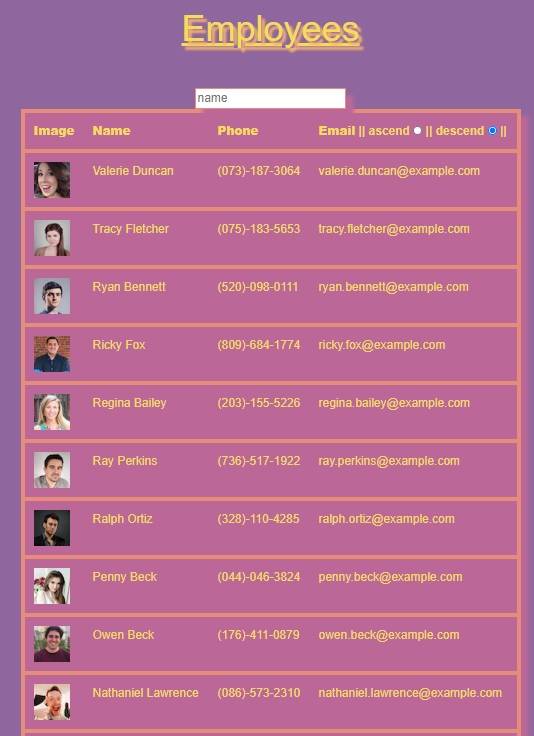 Employees
name
Image Name Phone Email || ascend || descend ||
Valerie Duncan (073)-187-3064 valerie.duncan@example.com
Tracy Fletcher (075)-183-5653 tracy.fletcher@example.com
Ryan Bennett (520)-098-0111 ryan.bennett@example.com
Ricky Fox (809)-684-1774 ricky.fox@example.com
Regina Bailey (203)-155-5226 regina.bailey@example.com
Ray Perkins (736)-517-1922 ray.perkins@example.com
Ralph Ortiz (328)-110-4285 ralph.ortiz@example.com
Penny Beck (044)-046-3824 penny.beck@example.com
Owen Beck (176)-411-0879 owen.beck@example.com
Nathaniel Lawrence (086)-573-2310 nathaniel.lawrence@example.com